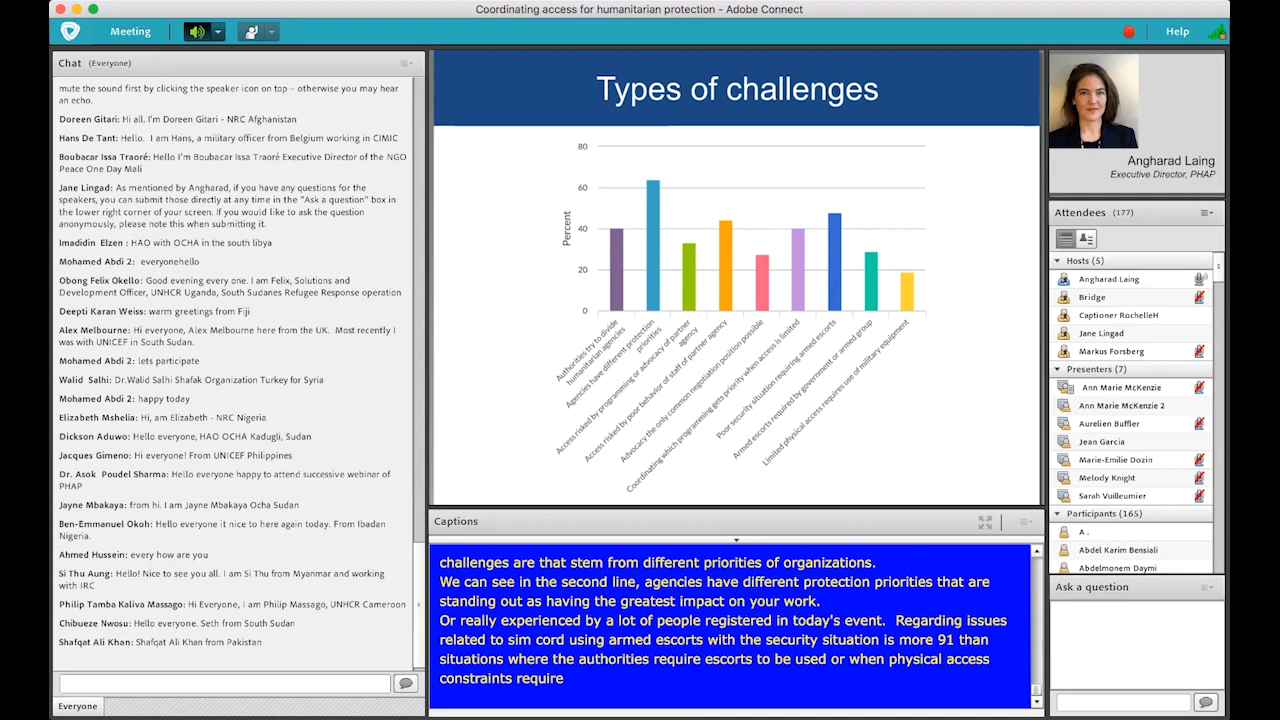 Coordinating access for humanitarian protection - Adobe Connect
Meeting
Help
Chat (Everyone)
mute the sound first by clicking the speaker icon on top - otherwise you may hear
an echo.
Doreen Gitari: Hi all. I'm Doreen Gitari - NRC Afghanistan
Hans De Tant: Hello. I am Hans, a military officer from Belgium working in CIMIC
Boubacar Issa Traoré: Hello I'm Boubacar Issa Traoré Executive Director of the NGO
Peace One Day Mali
Jane Lingad: As mentioned by Angharad, if you have any questions for the
speakers, you can submit those directly at any time in the "Ask a question" box in
the lower right corner of your screen. If you would like to ask the question
anonymously, please note this when submitting it.
Imadidin Elzen : HAO with OCHA in the south libya
Mohamed Abdi 2: everyonehello
Obong Felix Okello: Good evening every one. I am Felix, Solutions and
Development Officer, UNHCR Uganda, South Sudanes Refugee Response operation
Deepti Karan Weiss: warm greetings from Fiji
Alex Melbourne: Hi everyone, Alex Melbourne here from the UK. Most recently I
was with UNICEF in South Sudan.
Mohamed Abdi 2: lets participate
Walid Salhi: Dr.Walid Salhi Shafak Organization Turkey for Syria
Mohamed Abdi 2: happy today
Elizabeth Mshelia: Hi, am Elizabeth - NRC Nigeria
Dickson Aduwo: Hello everyone, HAO OCHA Kadugli, Sudan
Jacques Gimeno: Hi everyone! From UNICEF Philippines
Dr. Asok Poudel Sharma: Hello everyone happy to attend successive webinar of
PHAP
Jayne Mbakaya: from hi. I am Jayne Mbakaya Ocha Sudan
Ben-Emmanuel Okoh: Hello everyone it nice to here again today. From Ibadan
Nigeria.
Ahmed Hussein: every how are you
Si Thu Aung: Hello! Nice to see you all. I am Si Thu from Myanmar and working
with IRC
Philip Tamba Kaliva Massago: Hi Everyone, I am Philip Massago, UNHCR Cameroon
Chibueze Nwosu: Hello everyone. Seth from South Sudan
Shafqat Ali Khan: Shafqat Ali Khan from Pakistan
Everyone
Types of challenges
80
60
40
20
0
Percent
Authorities try to divide
humanitarian agencies
Agencies have different protection
priorities
Access risked by programming or advocacy of partner
agency
Access risked by poor behavior of staff of partner agency
Advocacy the only common negotiation position possible
Coordinating which programming gets priority when access is limited
Poor security situation requiring armed escorts
Armed escorts required by government or armed group
Limited physical access requires use of military equipment
Captions
challenges are that stem from different priorities of organizations.
We can see in the second line, agencies have different protection priorities that are
standing out as having the greatest impact on your work.
Or really experienced by a lot of people registered in today's event. Regarding issues
related to sim cord using armed escorts with the security situation is more 91 than
situations where the authorities require escorts to be used or when physical access
constraints require
Angharad Laing
Executive Director, PHAP
Attendees (177)
Hosts (5)
Angharad Laing
Bridge
Captioner RochelleH
Jane Lingad
Markus Forsberg
Presenters (7)
Ann Marie McKenzie
Ann Marie McKenzie 2
Aurelien Buffler
Jean Garcia
Marie-Emilie Dozin
Melody Knight
Sarah Vuilleumier
Participants (165)
A .
Abdel Karim Bensiali
Abdelmonem Daymi
Ask a question